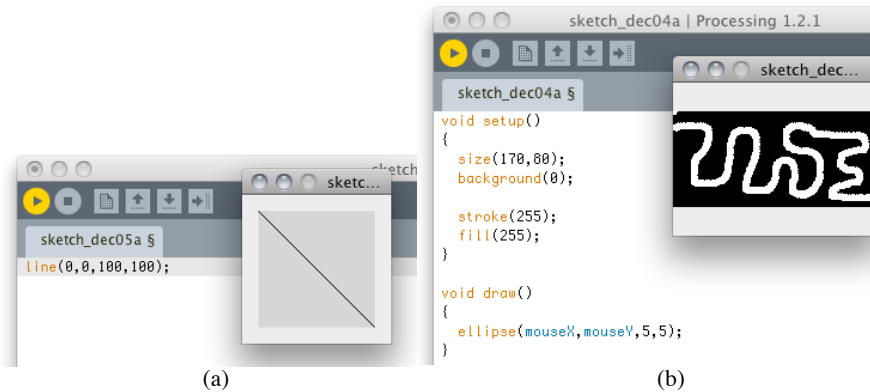 sketch
sketc...
sketch_dec05a §
line(0,0,100,100);
(a)
sketch_dec04a | Processing 1.2.1
sketch_dec...
sketch_dec04a §
void setup()
{
size(170,80);
background(0);
stroke(255);
fill(255);
}
void draw()
{
ellipse(mouseX,mouseY,5,5);
}
(b)